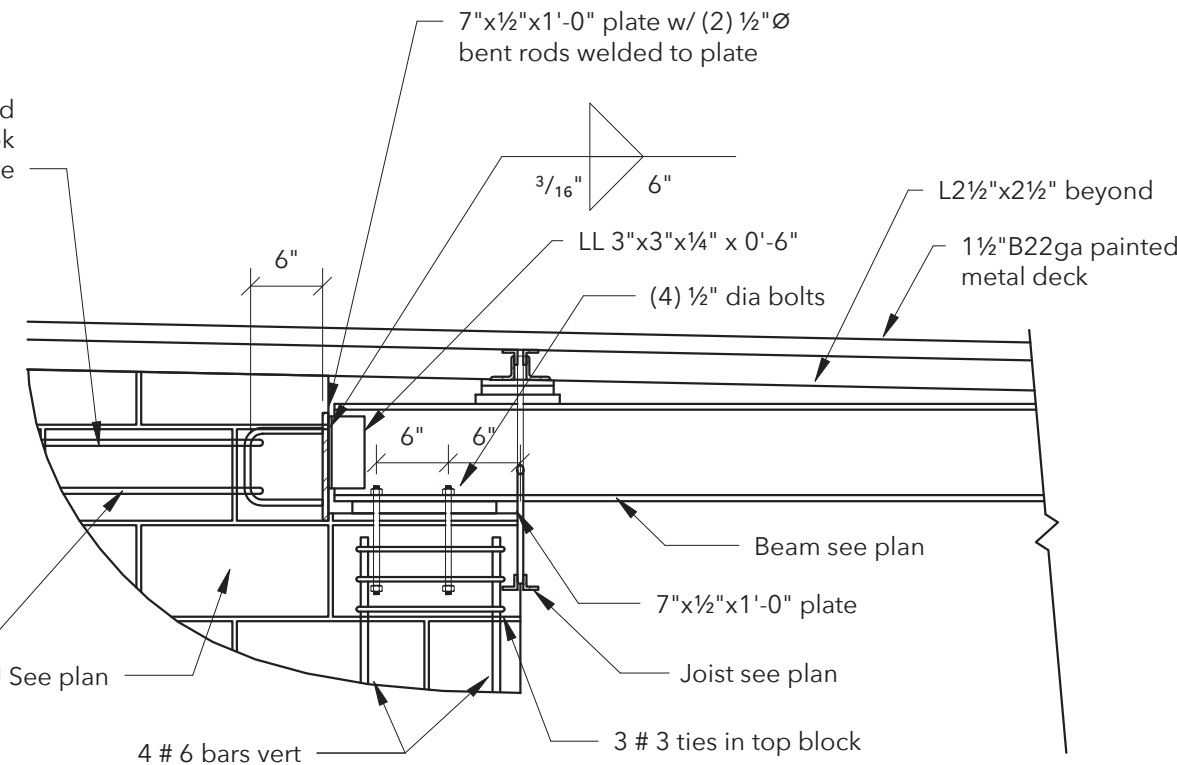 7"x½"x1'-0" plate w/ (2) ½"Ø
bent rods welded to plate
³/₁₆"
6"
L2½"x2½" beyond
LL 3"x3"x¼" x 0'-6"
1½"B22ga painted
metal deck
6"
(4) ½" dia bolts
6"
6"
Beam see plan
7"x½"x1'-0" plate
See plan
Joist see plan
4 # 6 bars vert
3 # 3 ties in top block